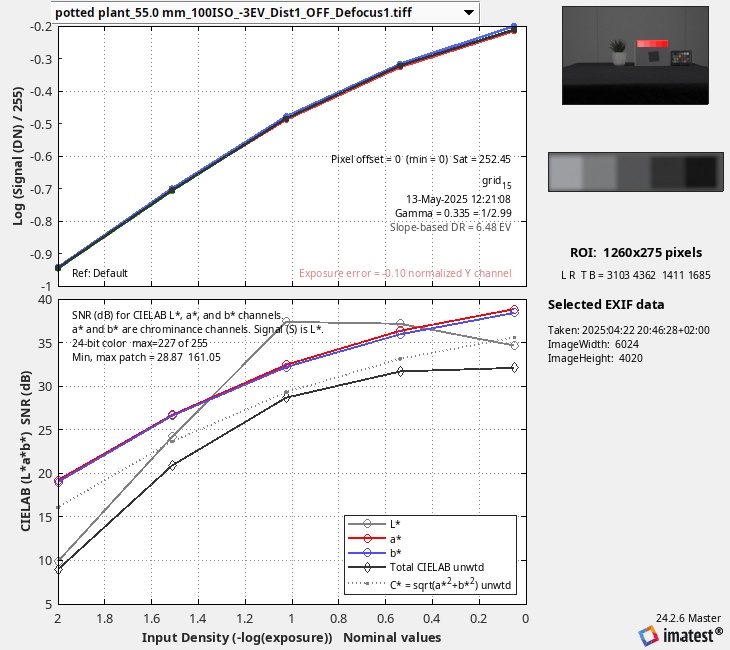 potted plant_55.0 mm_100ISO_-3EV_Dist1_OFF_Defocus1.tiff
-0.2
-0.3
-0.4
-0.5
-0.6
-0.7
-0.8
-0.9
-1
Log (Signal (DN) / 255)
Pixel offset = 0 (min = 0) Sat = 252.45
grid15
13-May-2025 12:21:08
Gamma = 0.335 = 1/2.99
Slope-based DR = 6.48 EV
Ref: Default
Exposure error = -0.10 normalized Y channel
ROI: 1260x275 pixels
L R T B = 3103 4362 1411 1685
Selected EXIF data
Taken: 2025:04:22 20:46:28+02:00
ImageWidth: 6024
ImageHeight: 4020
40
35
30
25
20
15
10
5
CIELAB (L*a*b*) SNR (dB)
SNR (dB) for CIELAB L*, a*, and b* channels.
a* and b* are chrominance channels. Signal (S) is L*.
24-bit color max=227 of 255
Min, max patch = 28.87 161.05
L*
a*
b*
Total CIELAB unwtd
C* = sqrt(a*2+b*2) unwtd
2 1.8 1.6 1.4 1.2 1 0.8 0.6 0.4 0.2 0
Input Density (-log(exposure)) Nominal values
24.2.6 Master
imatest®